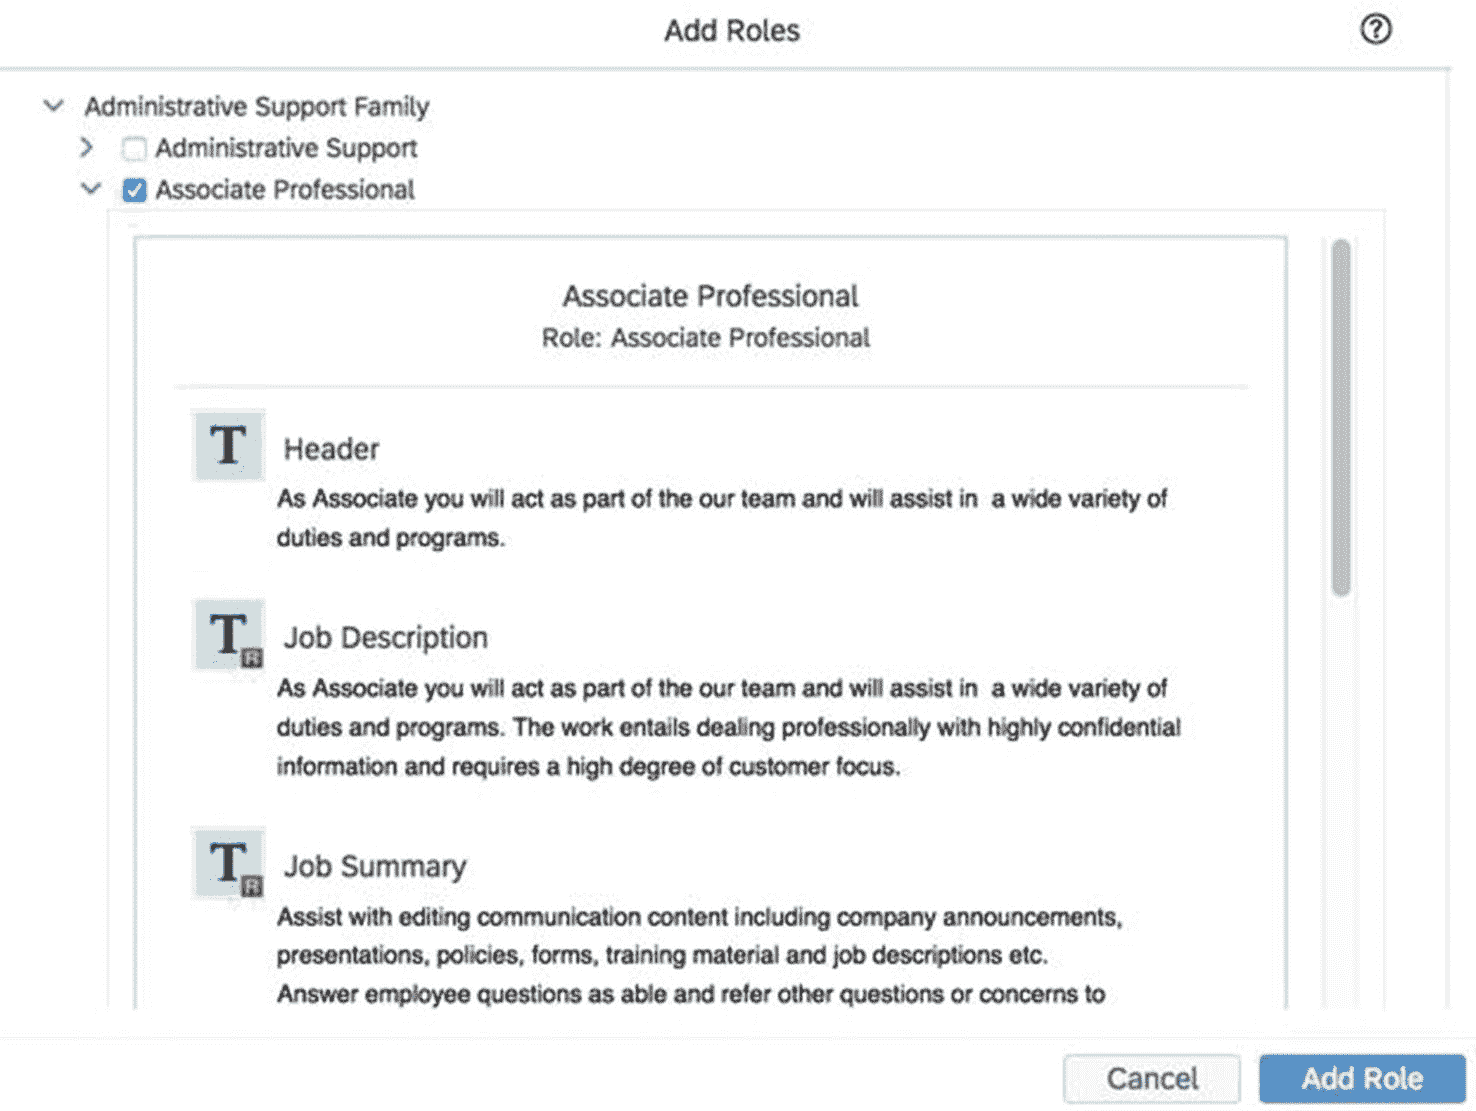 Add Roles
Administrative Support Family
Administrative Support
Associate Professional
Associate Professional
Role: Associate Professional
T Header
As Associate you will act as part of the our team and will assist in a wide variety of
duties and programs.
T R Job Description
As Associate you will act as part of the our team and will assist in a wide variety of
duties and programs. The work entails dealing professionally with highly confidential
information and requires a high degree of customer focus.
T R Job Summary
Assist with editing communication content including company announcements,
presentations, policies, forms, training material and job descriptions etc.
Answer employee questions as able and refer other questions or concerns to
Cancel Add Role